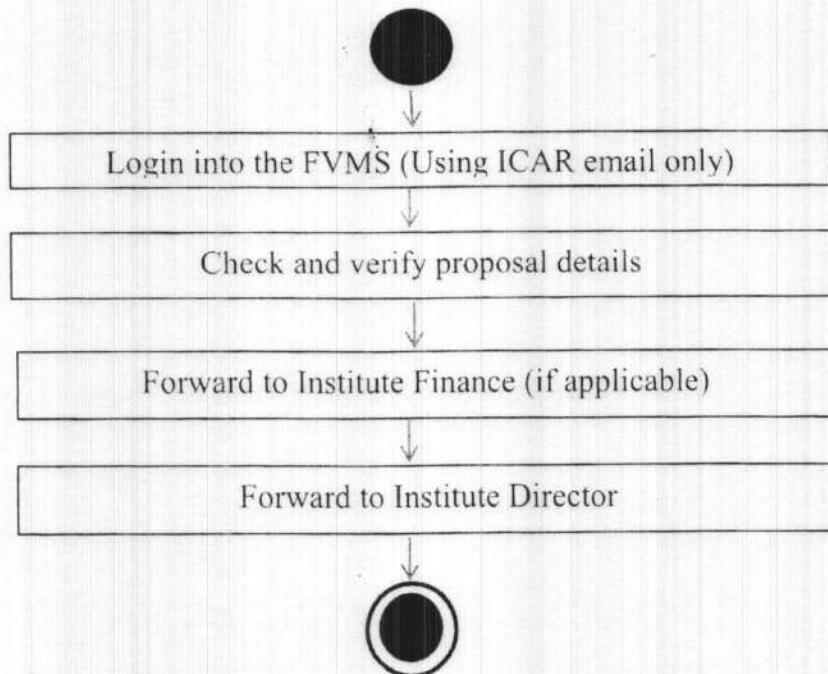 Login into the FVMS (Using ICAR email only)
Check and verify proposal details
Forward to Institute Finance (if applicable)
Forward to Institute Director